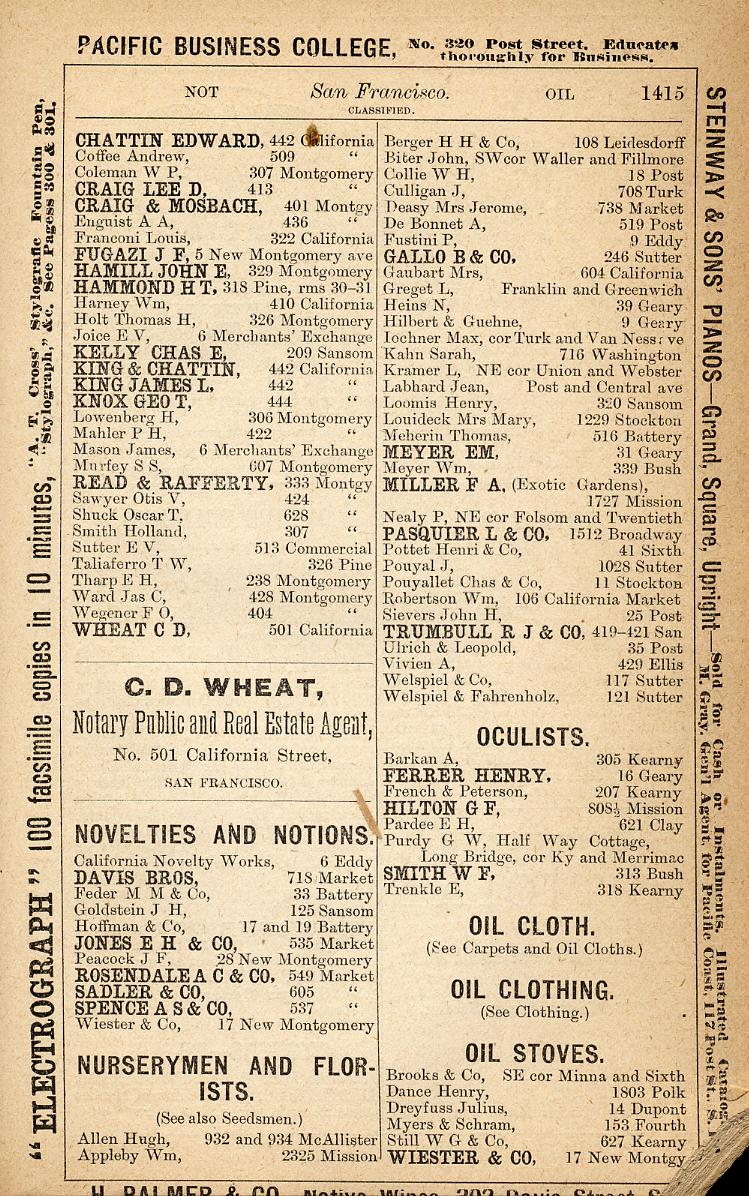 PACIFIC BUSINESS COLLEGE, No. 320 Post Street. Educates
thoroughly for Business.
NOT San Francisco. OIL 1415
CLASSIFIED.
CHATTIN EDWARD, 442 California
Coffee Andrew, 509 “
Coleman W P, 307 Montgomery
CRAIG LEE D, 413 “
CRAIG & MOSBACH, 401 Montgy
Enguist A A, 436 “
Franconi Louis, 322 California
FUGAZI J F, 5 New Montgomery ave
HAMILL JOHN E, 329 Montgomery
HAMMOND H T, 318 Pine, rms 30–31
Harney Wm, 410 California
Holt Thomas H, 326 Montgomery
Joice E V, 6 Merchants’ Exchange
KELLY CHAS E, 209 Sansom
KING & CHATTIN, 442 California
KING JAMES L, 442 “
KNOX GEO T, 444 “
Lowenberg H, 306 Montgomery
Mahler P H, 422 “
Mason James, 6 Merchants’ Exchange
Murfey S S, 607 Montgomery
READ & RAFFERTY, 333 Montgy
Sawyer Otis V, 424 “
Shuck Oscar T, 628 “
Smith Holland, 307 “
Sutter E V, 513 Commercial
Taliaferro T W, 326 Pine
Tharp E H, 238 Montgomery
Ward Jas C, 428 Montgomery
Wegener F O, 404 “
WHEAT C D, 501 California
C. D. WHEAT,
Notary Public and Real Estate Agent,
No. 501 California Street,
SAN FRANCISCO.
NOVELTIES AND NOTIONS.
California Novelty Works, 6 Eddy
DAVIS BROS, 718 Market
Feder M M & Co, 33 Battery
Goldstein J H, 125 Sansom
Hoffman & Co, 17 and 19 Battery
JONES E H & CO, 535 Market
Peacock J F, 28 New Montgomery
ROSENDALE A C & CO, 549 Market
SADLER & CO, 605 “
SPENCE A S & CO, 537 “
Wiester & Co, 17 New Montgomery
NURSERYMEN AND FLOR-
ISTS.
(See also Seedsmen.)
Allen Hugh, 932 and 934 McAllister
Appleby Wm, 2325 Mission
Berger H H & Co, 108 Leidesdorff
Biter John, SWcor Waller and Fillmore
Collie W H, 18 Post
Culligan J, 708 Turk
Deasy Mrs Jerome, 738 Market
De Bonnet A, 519 Post
Fustini P, 9 Eddy
GALLO B & CO, 246 Sutter
Gaubart Mrs, 604 California
Greget L, Franklin and Greenwich
Heins N, 39 Geary
Hilbert & Guehne, 9 Geary
Iochner Max, cor Turk and Van Ness ve
Kahn Sarah, 716 Washington
Kramer L, NE cor Union and Webster
Labhard Jean, Post and Central ave
Loomis Henry, 320 Sansom
Louideck Mrs Mary, 1229 Stockton
Meherin Thomas, 516 Battery
MEYER EM, 31 Geary
Meyer Wm, 339 Bush
MILLER F A, (Exotic Gardens),
1727 Mission
Nealy P, NE cor Folsom and Twentieth
PASQUIER L & CO, 1512 Broadway
Pottet Henri & Co, 41 Sixth
Pouyal J, 1028 Sutter
Pouyallet Chas & Co, 11 Stockton
Robertson Wm, 106 California Market
Sievers John H, 25 Post
TRUMBULL R J & CO, 419–421 San
Ulrich & Leopold, 35 Post
Vivien A, 429 Ellis
Welspiel & Co, 117 Sutter
Welspiel & Fahrenholz, 121 Sutter
OCULISTS.
Barkan A, 305 Kearny
FERRER HENRY, 16 Geary
French & Peterson, 207 Kearny
HILTON G F, 808½ Mission
Pardee E H, 621 Clay
Purdy G W, Half Way Cottage,
Long Bridge, cor Ky and Merrimac
SMITH W F, 313 Bush
Trenkle E, 318 Kearny
OIL CLOTH.
(See Carpets and Oil Cloths.)
OIL CLOTHING.
(See Clothing.)
OIL STOVES.
Brooks & Co, SE cor Minna and Sixth
Dance Henry, 1803 Polk
Dreyfuss Julius, 14 Dupont
Myers & Schram, 153 Fourth
Still W G & Co, 627 Kearny
WIESTER & CO, 17 New Montgy
“ELECTROGRAPH” 100 facsimile copies in 10 minutes, “A. T. Cross’ Stylografic Fountain Pen,
“Stylograph,” &c. See Pagess 300 & 301.
STEINWAY & SONS’ PIANOS—Grand, Square, Upright—Sold for Cash or Instalments. Illustrated Catalog.
M. Gray, Gen’l Agent, for Pacific Coast, 117 Post St., S.
H. PALMER & CO. Native Wines, 302 Davis Street S